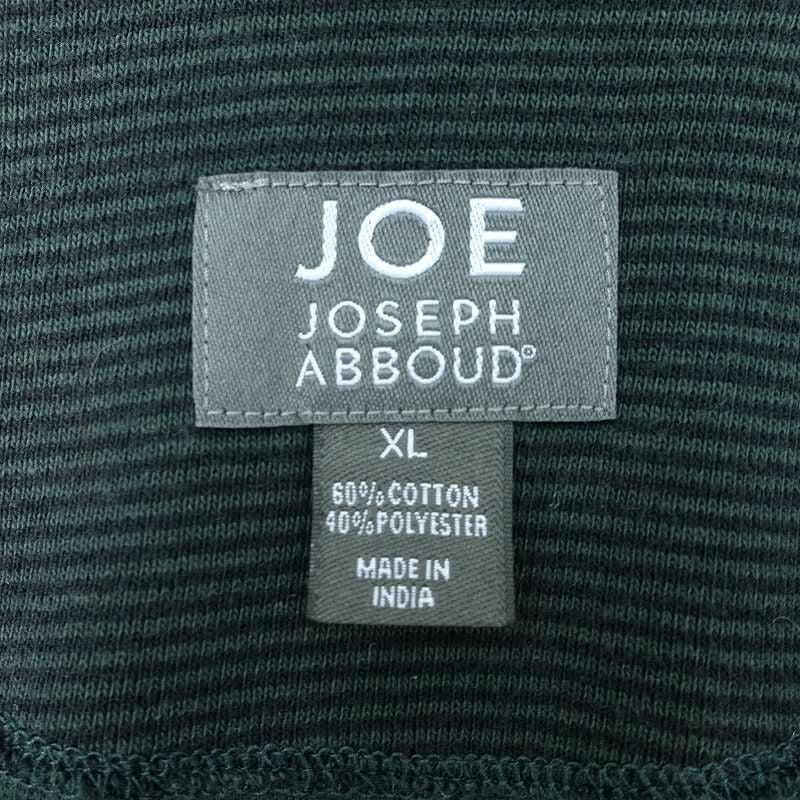 JOE
JOSEPH
ABBOUD®
XL
60% COTTON
40% POLYESTER
MADE IN
INDIA